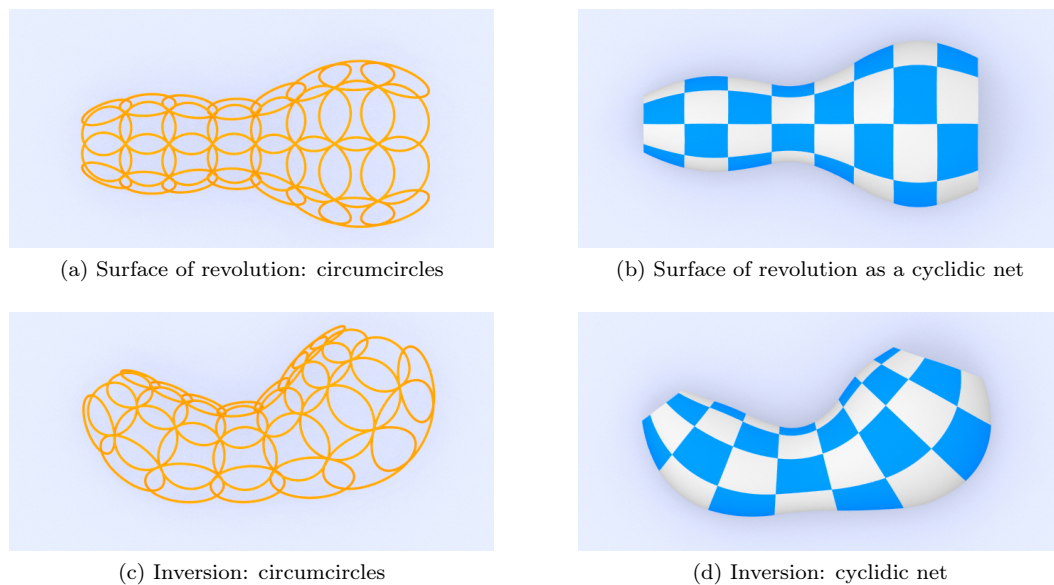 (a) Surface of revolution: circumcircles
(b) Surface of revolution as a cyclidic net
(c) Inversion: circumcircles
(d) Inversion: cyclidic net